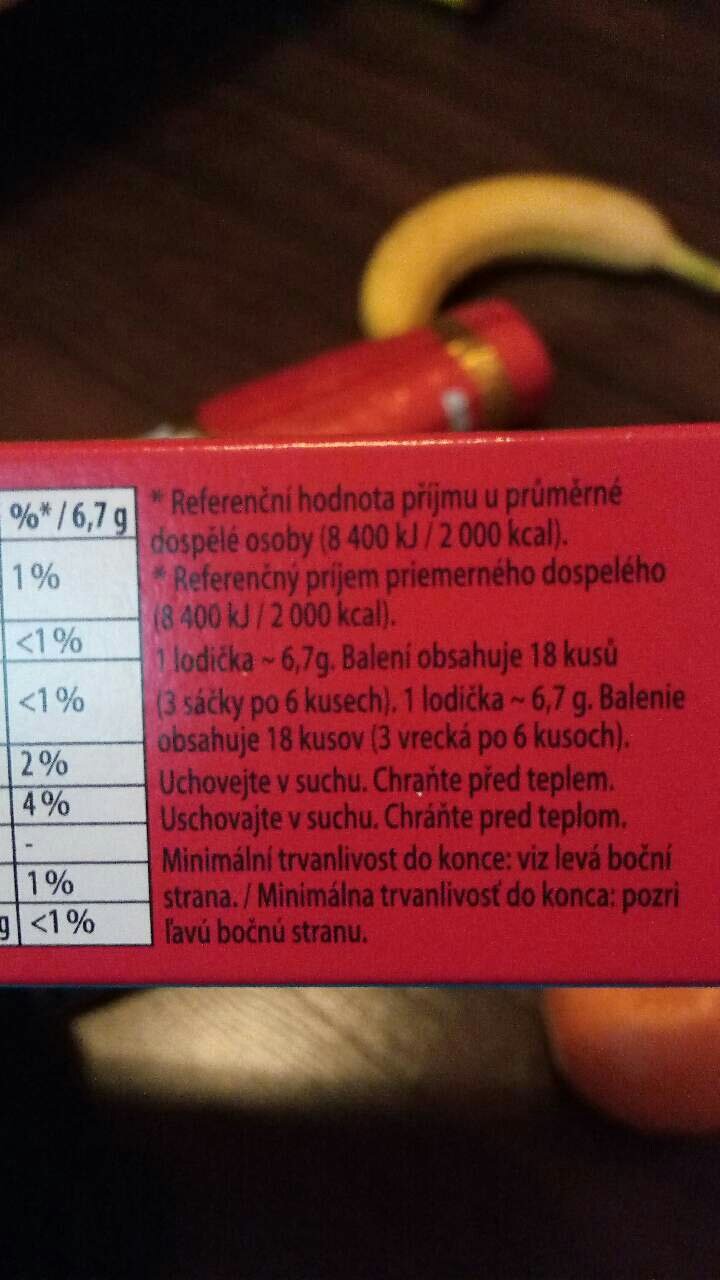 %*/6,7 g
1%
<1%
<1%
2%
4%
-
1%
g <1%
* Referenční hodnota příjmu u průměrné
dospělé osoby (8 400 kJ / 2 000 kcal).
* Referenčný príjem priemerného dospelého
(8 400 kJ / 2 000 kcal).
1 lodička ~ 6,7g. Balení obsahuje 18 kusů
(3 sáčky po 6 kusech). 1 lodička ~ 6,7 g. Balenie
obsahuje 18 kusov (3 vrecká po 6 kusoch).
Uchovejte v suchu. Chraňte před teplem.
Uschovajte v suchu. Chráňte pred teplom.
Minimální trvanlivost do konce: viz levá boční
strana. / Minimálna trvanlivosť do konca: pozri
ľavú bočnú stranu.